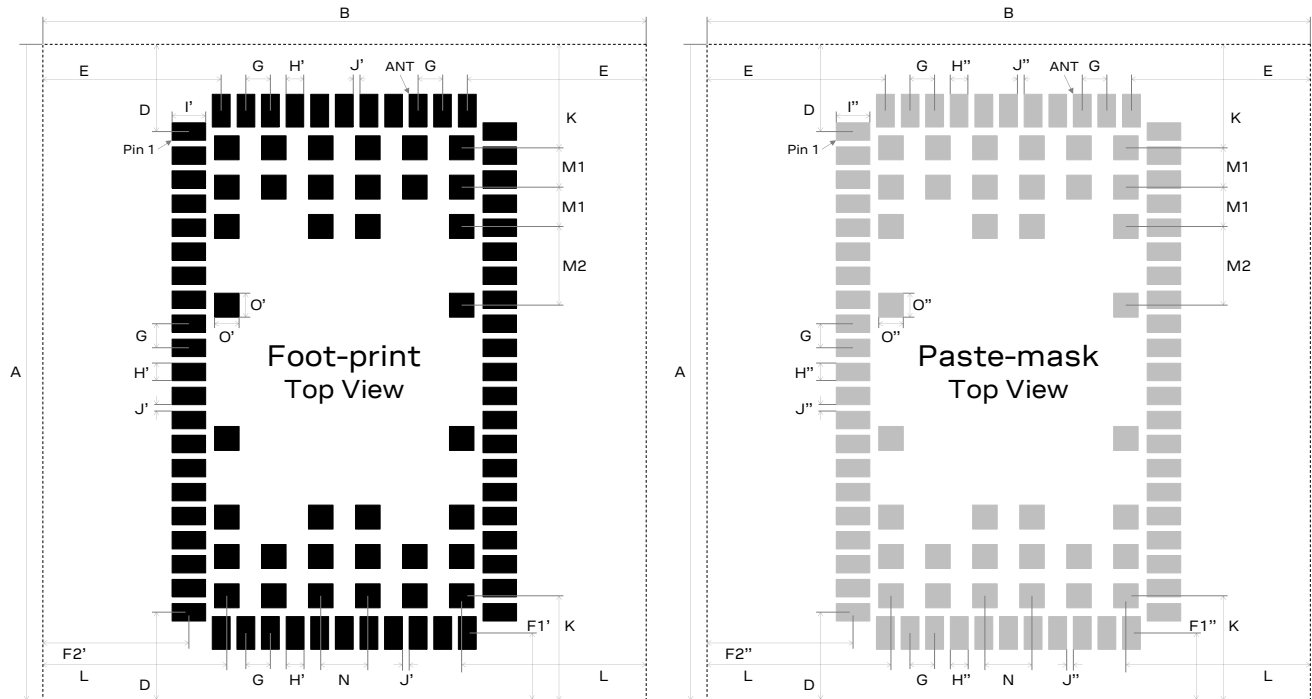 B
B
E
G
H'
J'
ANT
G
E
E
G
H''
J''
ANT
G
E
D
I'
K
D
I''
K
Pin 1
M1
Pin 1
M1
M1
M1
M2
M2
O'
O''
G
O'
G
O''
A
Foot-print
A
Paste-mask
H'
Top View
H''
Top View
J'
J''
F1'
K
F1''
K
F2'
F2''
L
D
G
H'
N
J'
L
L
D
G
H''
N
J''
L